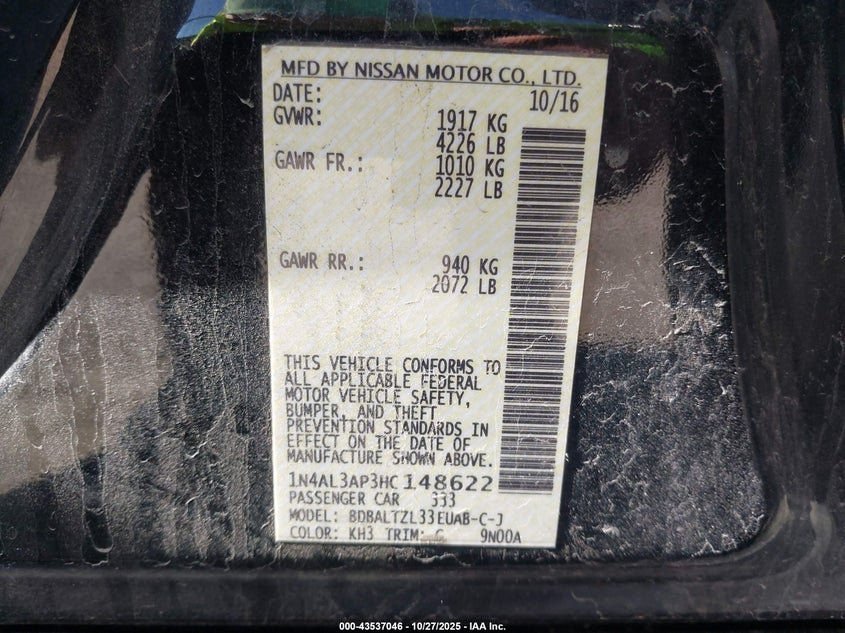 MFD BY NISSAN MOTOR CO., LTD.
DATE: 10/16
GVWR: 1917 KG
4226 LB
GAWR FR.: 1010 KG
2227 LB
GAWR RR.: 940 KG
2072 LB
THIS VEHICLE CONFORMS TO
ALL APPLICABLE FEDERAL
MOTOR VEHICLE SAFETY,
BUMPER, AND THEFT
PREVENTION STANDARDS IN
EFFECT ON THE DATE OF
MANUFACTURE SHOWN ABOVE.
1N4AL3AP3HC148622
PASSENGER CAR 333
MODEL: BDBALTZL33EUAB-C-J
COLOR: KH3 TRIM: G 9N00A
000-43537046 - 10/27/2025 - IAA Inc.